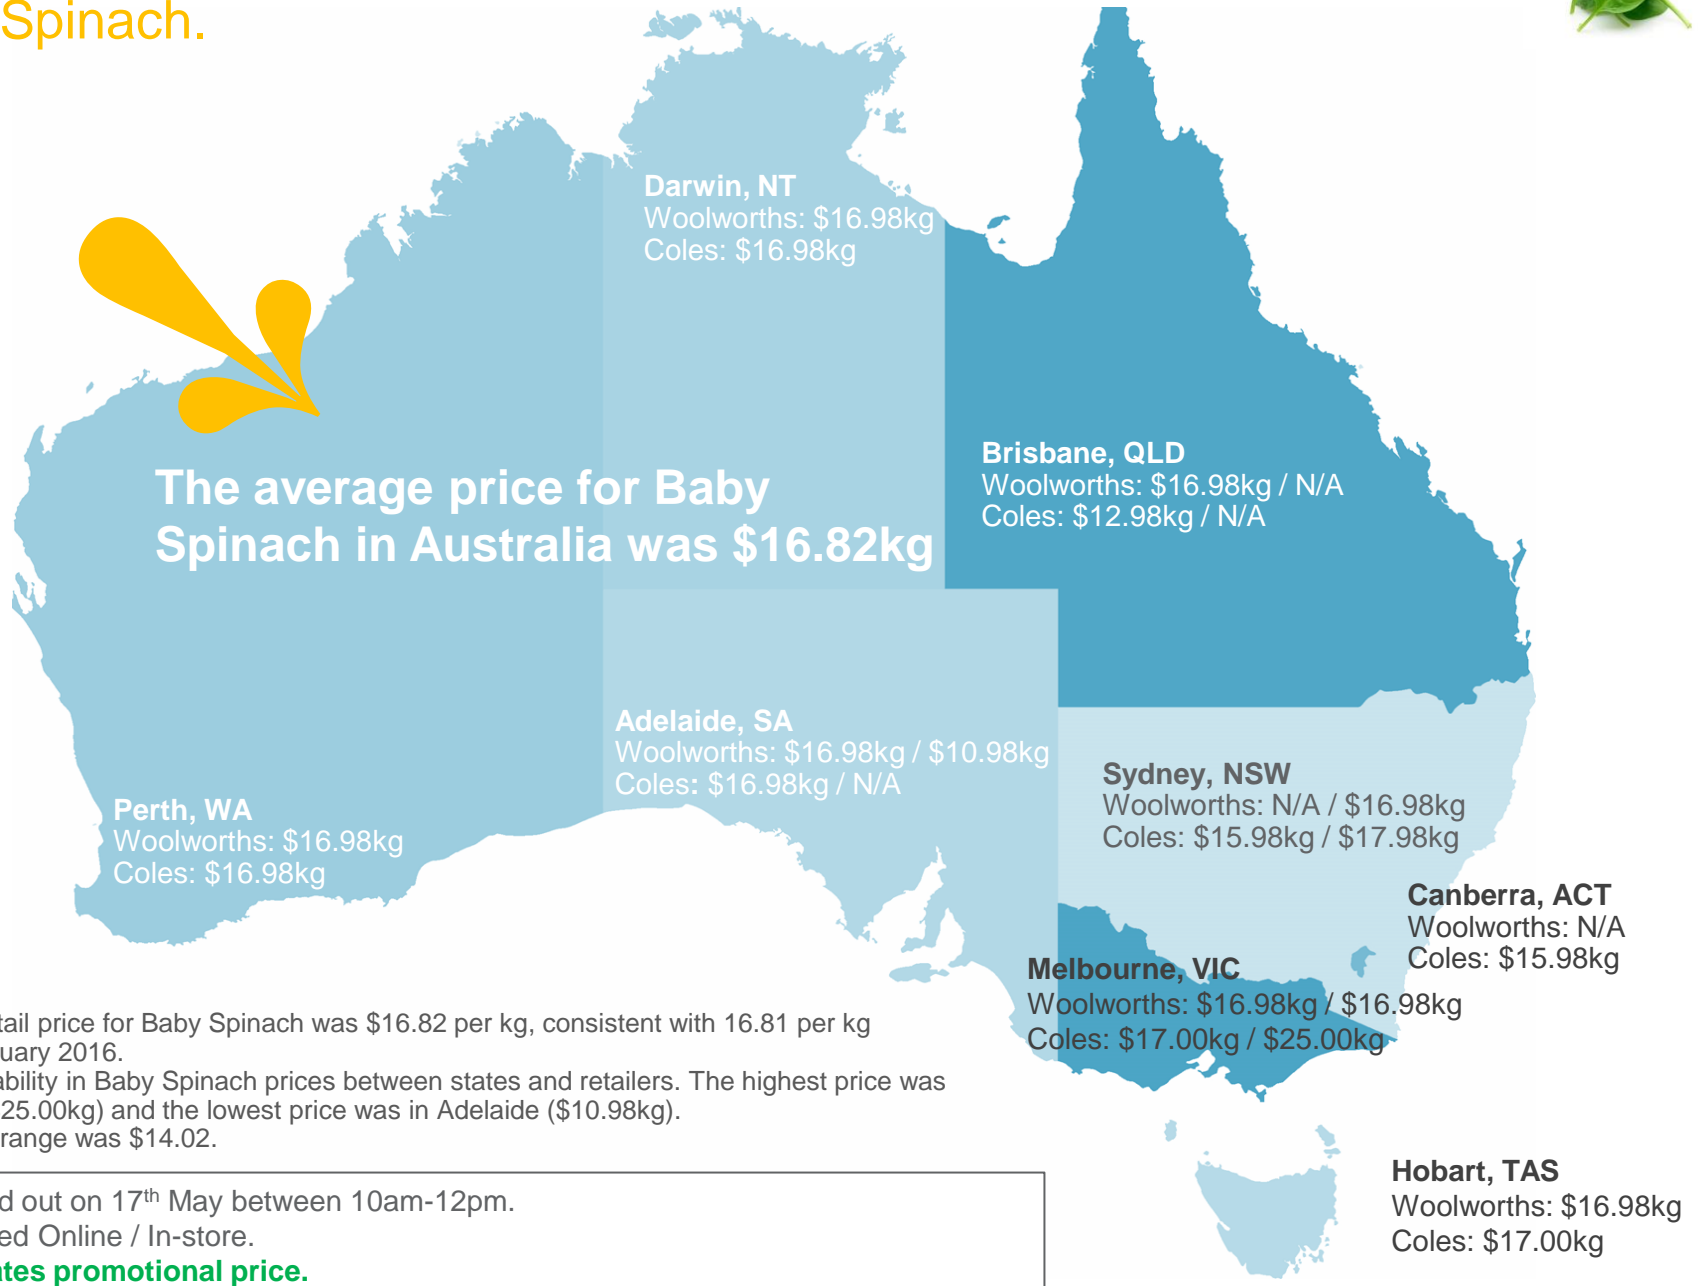 Spinach.
Darwin, NT
Woolworths: $16.98kg
Coles: $16.98kg
The average price for Baby
Spinach in Australia was $16.82kg
Brisbane, QLD
Woolworths: $16.98kg / N/A
Coles: $12.98kg / N/A
Adelaide, SA
Woolworths: $16.98kg / $10.98kg
Coles: $16.98kg / N/A
Sydney, NSW
Woolworths: N/A / $16.98kg
Coles: $15.98kg / $17.98kg
Perth, WA
Woolworths: $16.98kg
Coles: $16.98kg
Canberra, ACT
Woolworths: N/A
Coles: $15.98kg
Melbourne, VIC
Woolworths: $16.98kg / $16.98kg
Coles: $17.00kg / $25.00kg
tail price for Baby Spinach was $16.82 per kg, consistent with 16.81 per kg
uary 2016.
ability in Baby Spinach prices between states and retailers. The highest price was
25.00kg) and the lowest price was in Adelaide ($10.98kg).
range was $14.02.
d out on 17th May between 10am-12pm.
ed Online / In-store.
ates promotional price.
Hobart, TAS
Woolworths: $16.98kg
Coles: $17.00kg